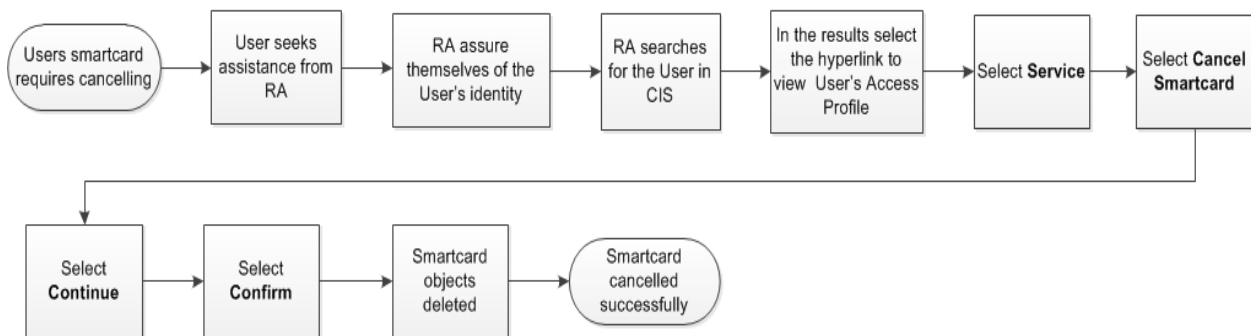 Users smartcard
requires cancelling
User seeks
assistance from
RA
RA assure
themselves of the
User's identity
RA searches
for the User in
CIS
In the results select
the hyperlink to
view User's Access
Profile
Select Service
Select Cancel
Smartcard
Select
Continue
Select
Confirm
Smartcard
objects
deleted
Smartcard
cancelled
successfully